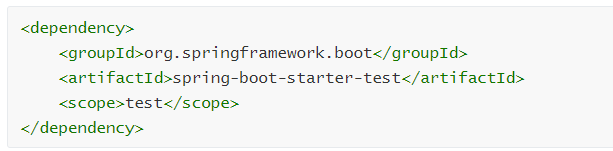 <dependency>
    <groupId>org.springframework.boot</groupId>
    <artifactId>spring-boot-starter-test</artifactId>
    <scope>test</scope>
</dependency>